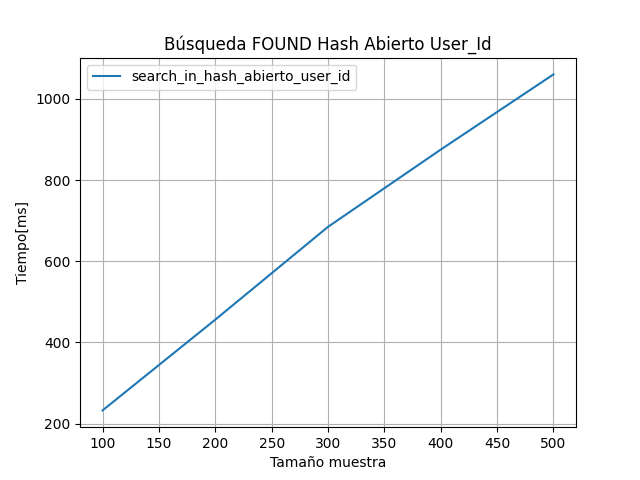 Búsqueda FOUND Hash Abierto User_Id
search_in_hash_abierto_user_id
1000
800
600
400
200
Tiempo[ms]
100 150 200 250 300 350 400 450 500
Tamaño muestra